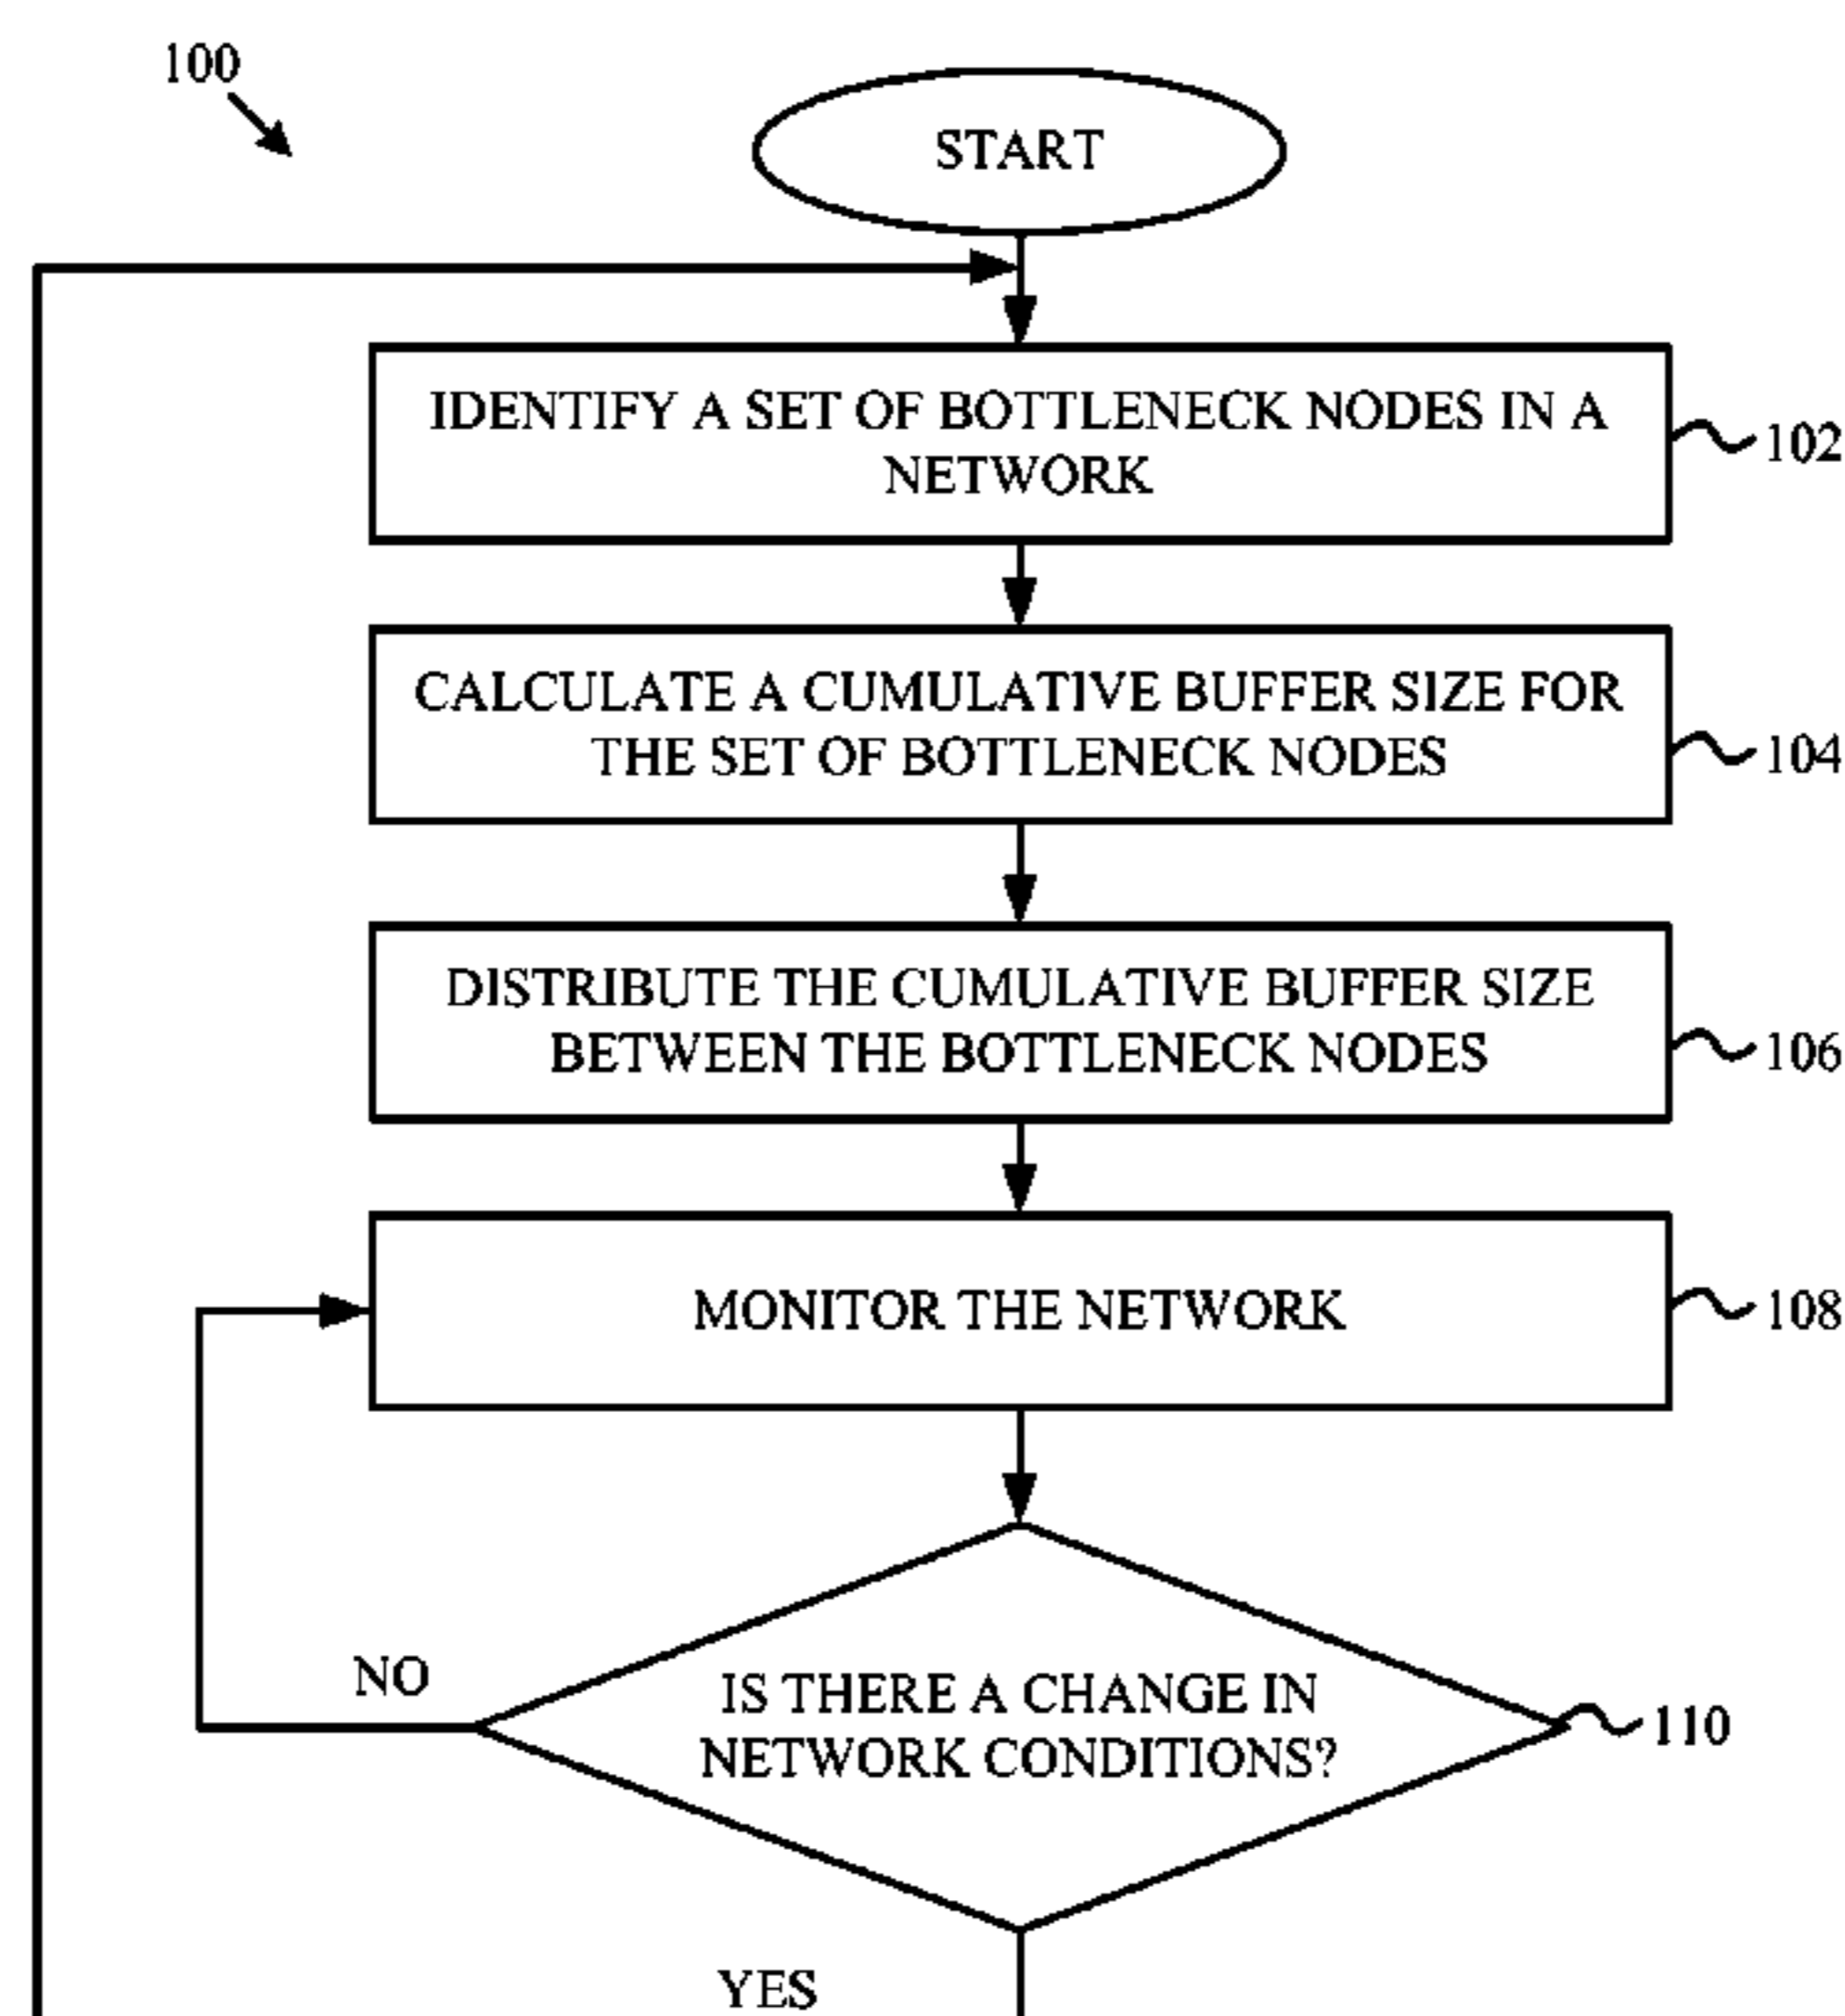 100
START
IDENTIFY A SET OF BOTTLENECK NODES IN A
NETWORK
102
CALCULATE A CUMULATIVE BUFFER SIZE FOR
THE SET OF BOTTLENECK NODES
104
DISTRIBUTE THE CUMULATIVE BUFFER SIZE
BETWEEN THE BOTTLENECK NODES
106
MONITOR THE NETWORK
108
NO
IS THERE A CHANGE IN
NETWORK CONDITIONS?
110
YES